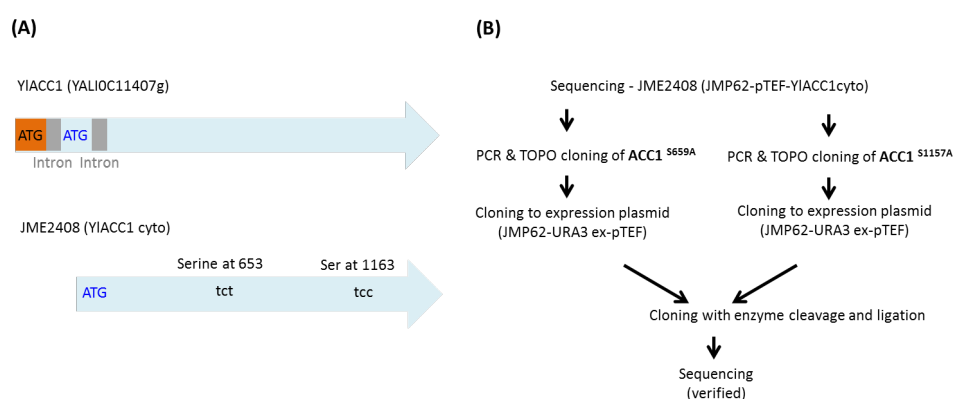 (A)
YlACC1 (YALI0C11407g)
ATG ATG
Intron Intron
JME2408 (YlACC1 cyto)
Serine at 653 Ser at 1163
ATG tct tcc
(B)
Sequencing - JME2408 (JMP62-pTEF-YlACC1cyto)
PCR & TOPO cloning of ACC1 S659A
PCR & TOPO cloning of ACC1 S1157A
Cloning to expression plasmid
(JMP62-URA3 ex-pTEF)
Cloning to expression plasmid
(JMP62-URA3 ex-pTEF)
Cloning with enzyme cleavage and ligation
Sequencing
(verified)